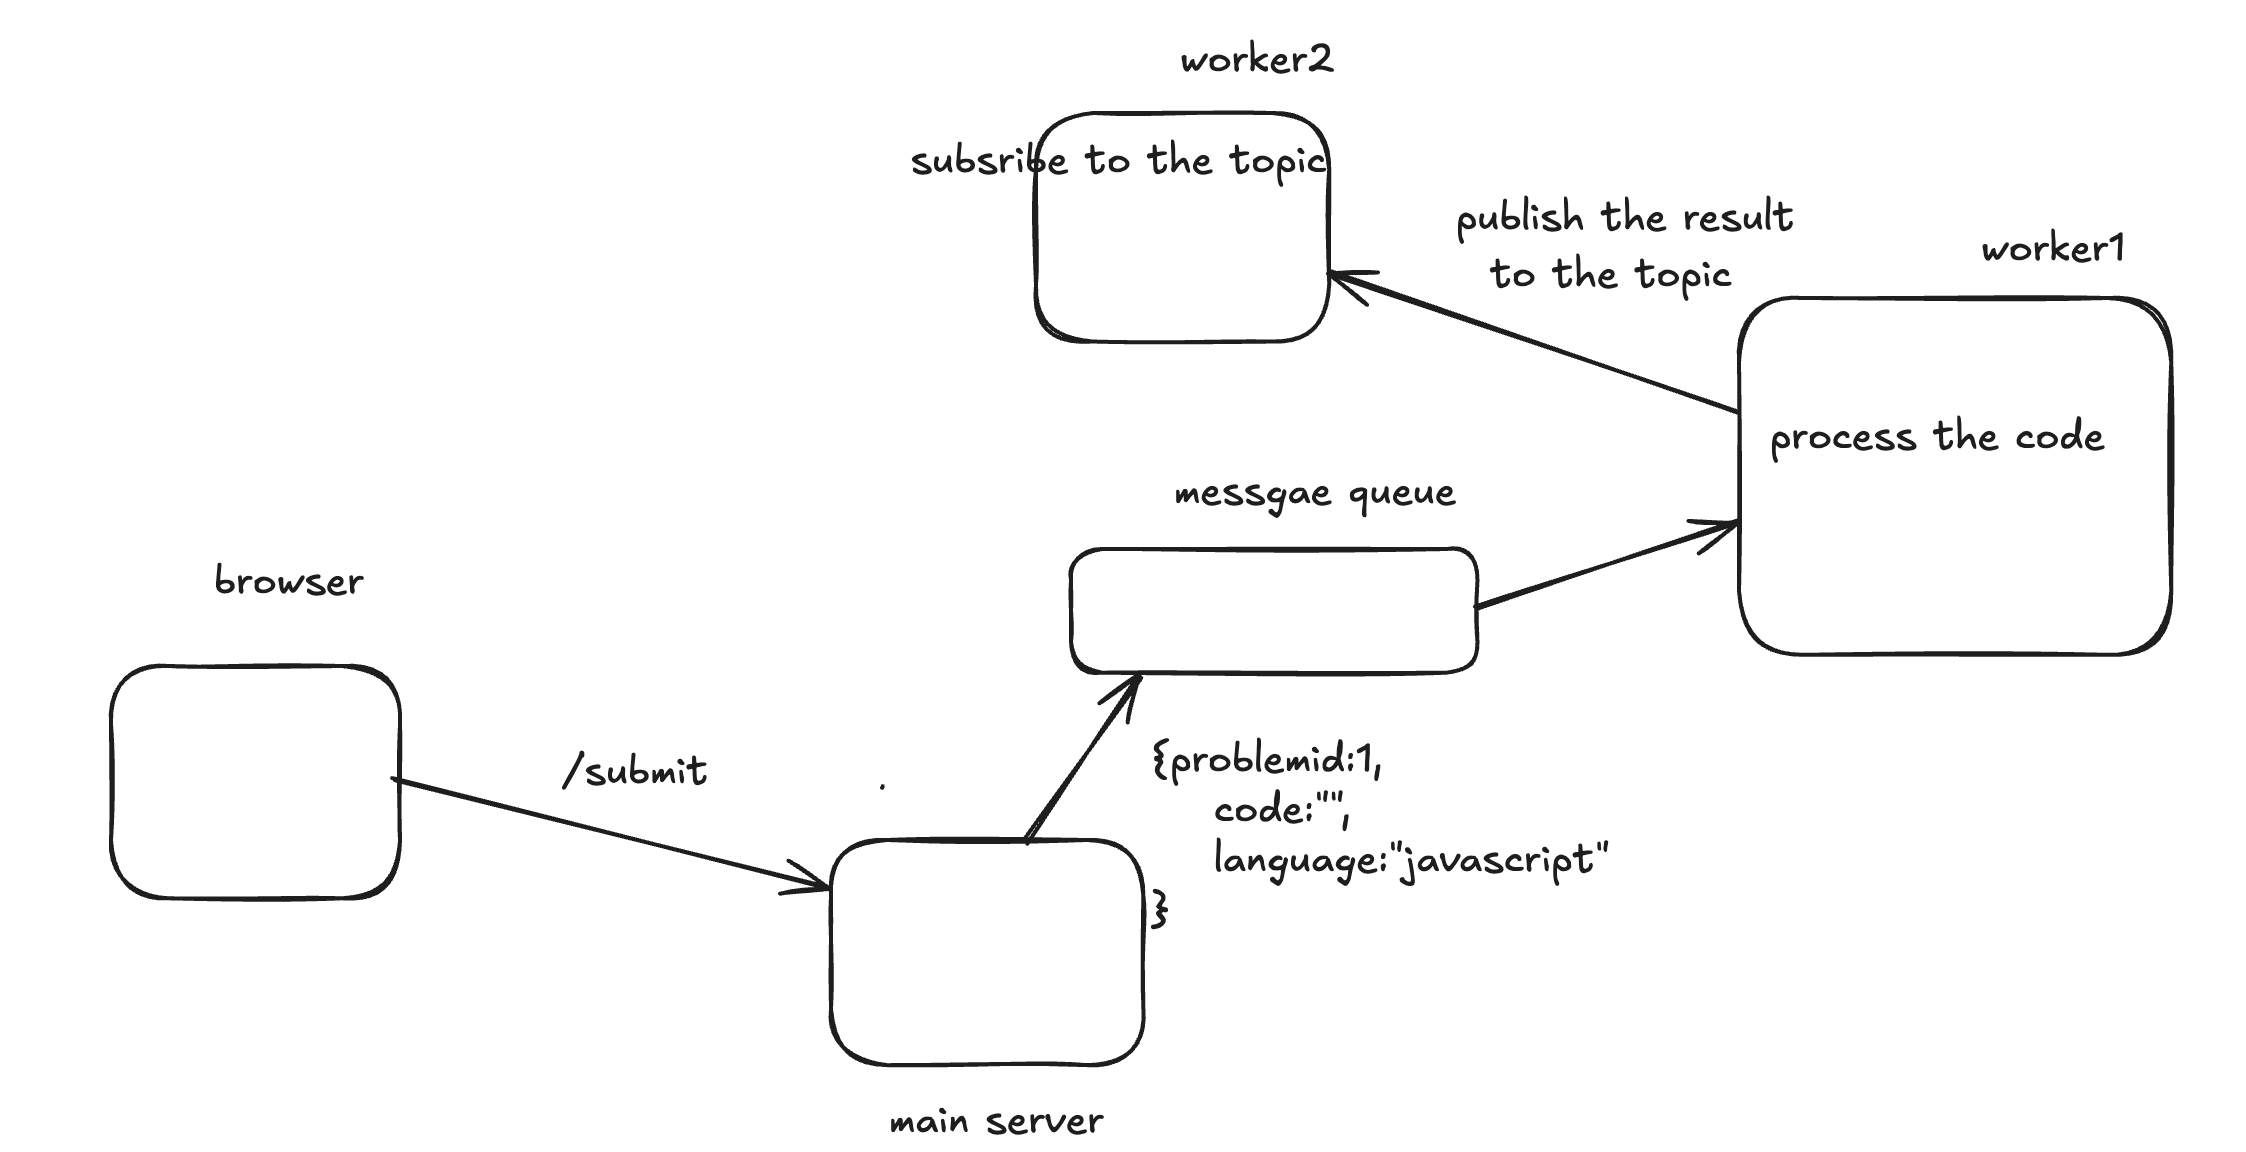 worker2
subsribe to the topic
publish the result
to the topic
worker1
process the code
messgae queue
browser
/submit
{problemid:1,
code:"",
language:"javascript"
}
main server